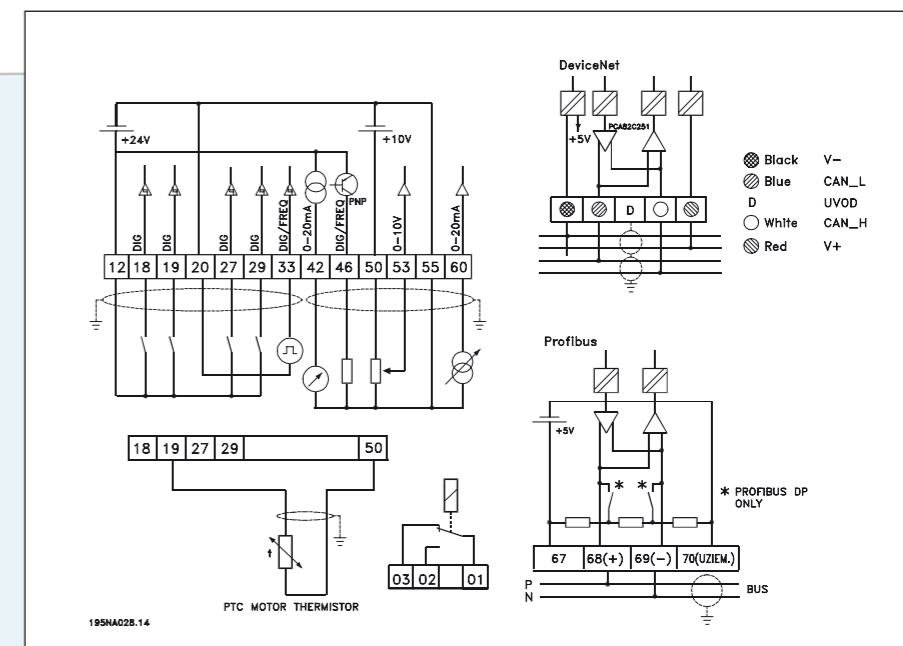 DeviceNet
+24V
+10V
+5V
PCA82C251
PNP
DIG
DIG
DIG
DIG
DIG/FREQ
0-20mA
DIG/FREQ
0-10V
0-20mA
12 18 19 20 27 29 33 42 46 50 53 55 60
D
Black V-
Blue CAN_L
D UVOD
White CAN_H
Red V+
Profibus
+5V
* *
* PROFIBUS DP
ONLY
67 68(+) 69(-) 70(UZIEM.)
P
N
BUS
18 19 27 29 50
t
PTC MOTOR THERMISTOR
03 02 01
195NA028.14